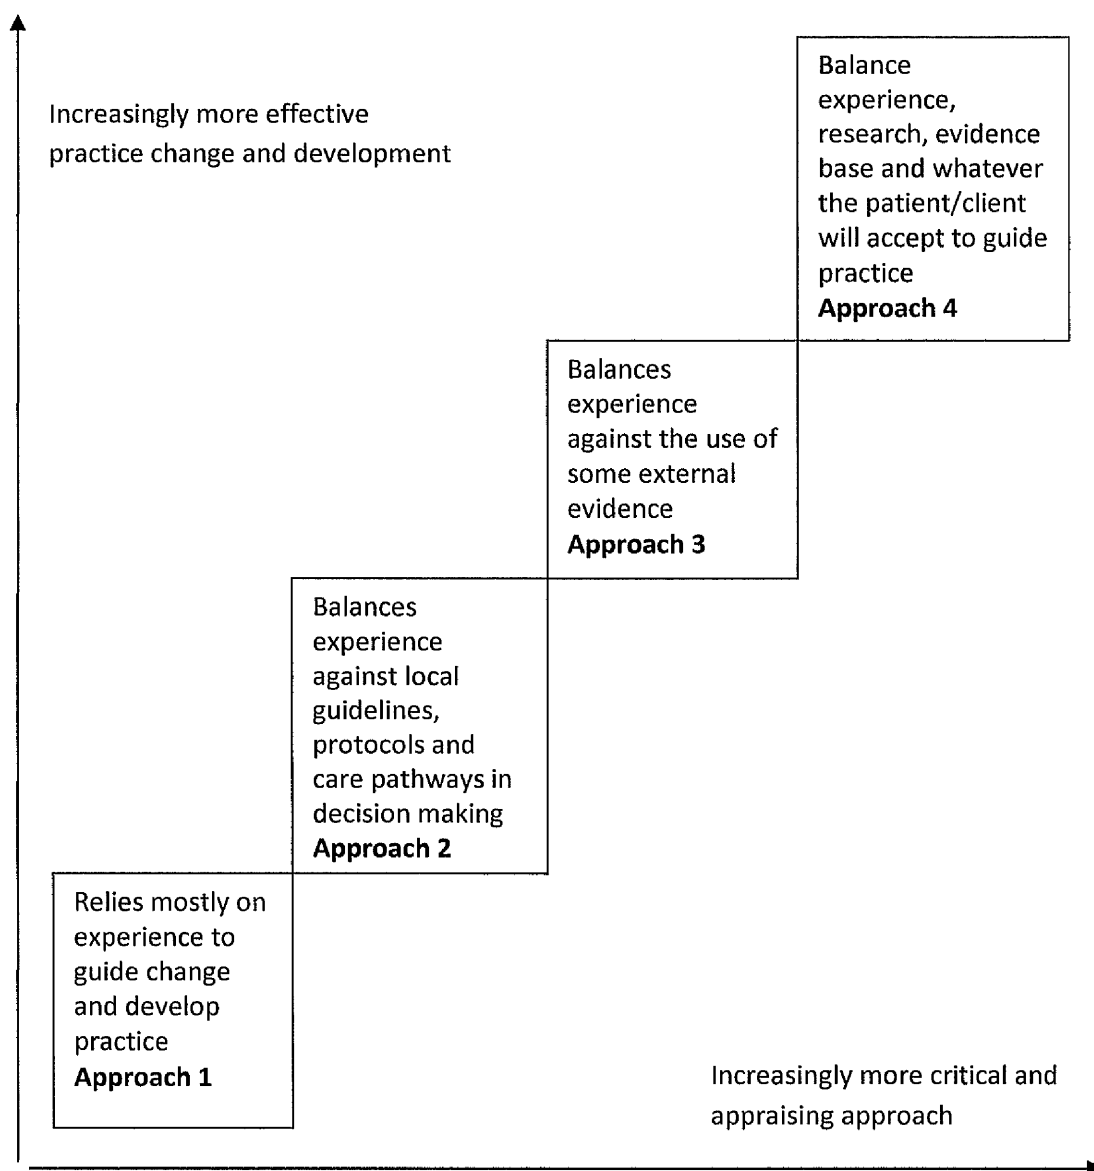 Increasingly more effective
practice change and development
Balance
experience,
research, evidence
base and whatever
the patient/client
will accept to guide
practice
Approach 4
Balances
experience
against the use of
some external
evidence
Approach 3
Balances
experience
against local
guidelines,
protocols and
care pathways in
decision making
Approach 2
Relies mostly on
experience to
guide change
and develop
practice
Approach 1
Increasingly more critical and
appraising approach